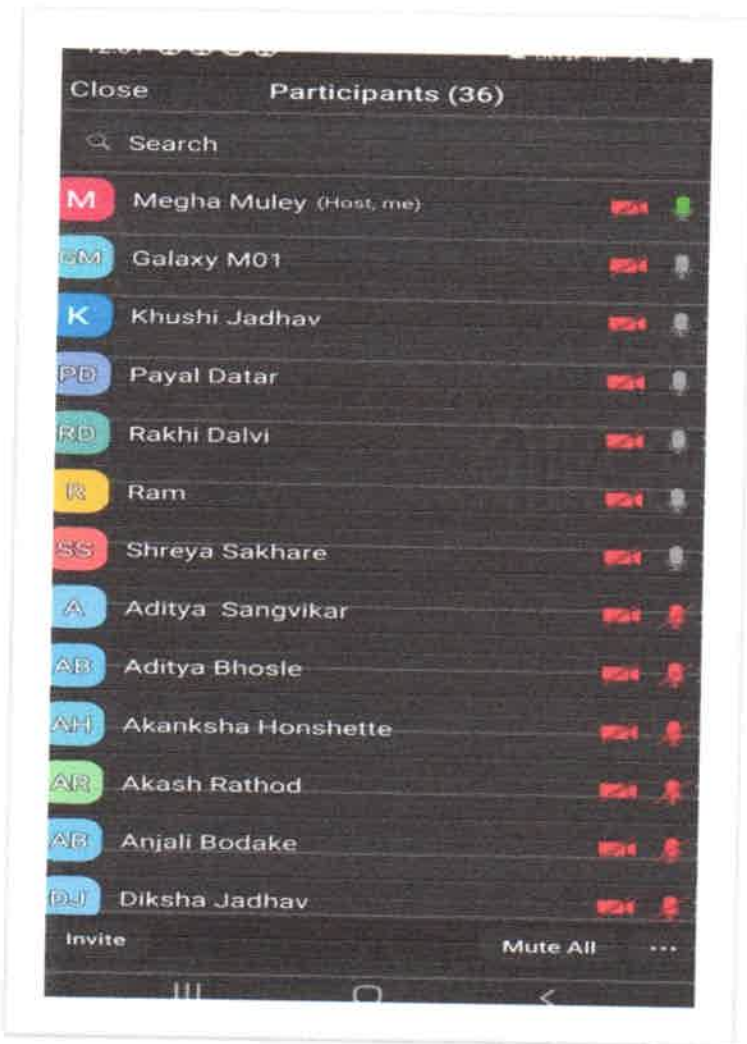 Close Participants (36)
Search
M Megha Muley (Host, me)
GM Galaxy M01
K Khushi Jadhav
PD Payal Datar
RD Rakhi Dalvi
R Ram
SS Shreya Sakhare
A Aditya Sangvikar
AB Aditya Bhosle
AH Akanksha Honshette
AR Akash Rathod
AB Anjali Bodake
DJ Diksha Jadhav
Invite Mute All ...